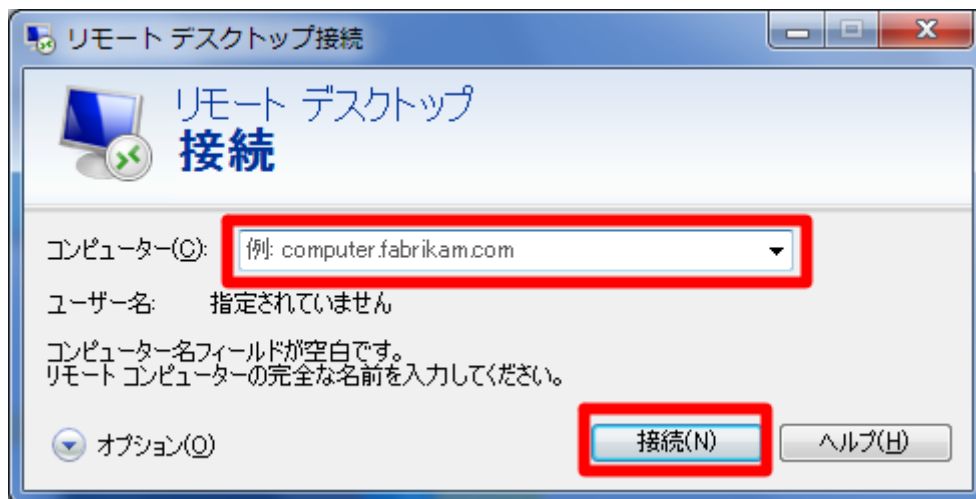 リモート デスクトップ接続
リモート デスクトップ
接続
コンピューター(C): 例: computer.fabrikam.com
ユーザー名: 指定されていません
コンピューター名フィールドが空白です。
リモート コンピューターの完全な名前を入力してください。
オプション(O) 接続(N) ヘルプ(H)